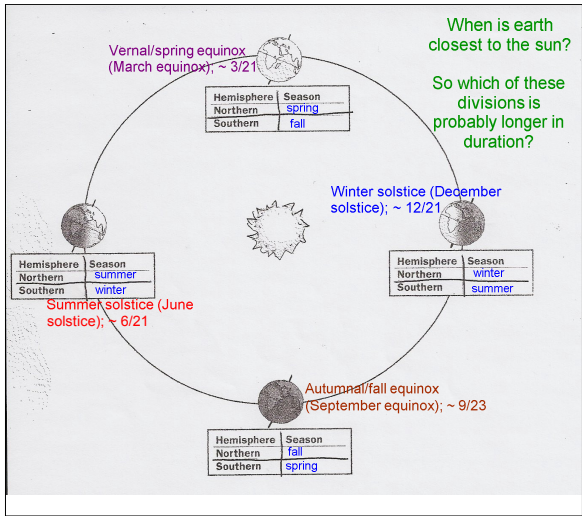 When is earth
closest to the sun?
So which of these
divisions is
probably longer in
duration?
Vernal/spring equinox
(March equinox); ~ 3/21
Hemisphere Season
Northern spring
Southern fall
Winter solstice (December
solstice); ~ 12/21
Hemisphere Season
Northern summer
Southern winter
Hemisphere Season
Northern winter
Southern summer
Summer solstice (June
solstice); ~ 6/21
Autumnal/fall equinox
(September equinox); ~ 9/23
Hemisphere Season
Northern fall
Southern spring